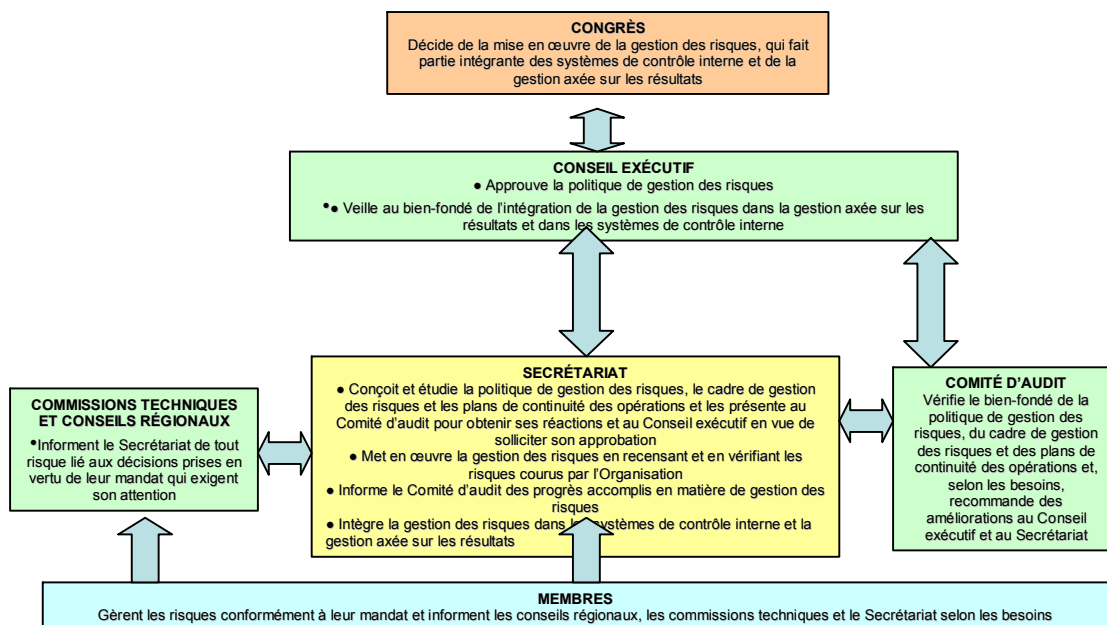 CONGRÈS
Décide de la mise en œuvre de la gestion des risques, qui fait
partie intégrante des systèmes de contrôle interne et de la
gestion axée sur les résultats
CONSEIL EXÉCUTIF
● Approuve la politique de gestion des risques
•● Veille au bien-fondé de l'intégration de la gestion des risques dans la gestion axée sur les
résultats et dans les systèmes de contrôle interne
COMMISSIONS TECHNIQUES
ET CONSEILS RÉGIONAUX
•Informent le Secrétariat de tout
risque lié aux décisions prises en
vertu de leur mandat qui exigent
son attention
SECRÉTARIAT
● Conçoit et étudie la politique de gestion des risques, le cadre de gestion
des risques et les plans de continuité des opérations et les présente au
Comité d'audit pour obtenir ses réactions et au Conseil exécutif en vue de
solliciter son approbation
● Met en œuvre la gestion des risques en recensant et en vérifiant les
risques courus par l'Organisation
● Informe le Comité d'audit des progrès accomplis en matière de gestion des
risques
● Intègre la gestion des risques dans les systèmes de contrôle interne et la
gestion axée sur les résultats
COMITÉ D'AUDIT
Vérifie le bien-fondé de la
politique de gestion des
risques, du cadre de gestion
des risques et des plans de
continuité des opérations et,
selon les besoins,
recommande des
améliorations au Conseil
exécutif et au Secrétariat
MEMBRES
Gèrent les risques conformément à leur mandat et informent les conseils régionaux, les commissions techniques et le Secrétariat selon les besoins